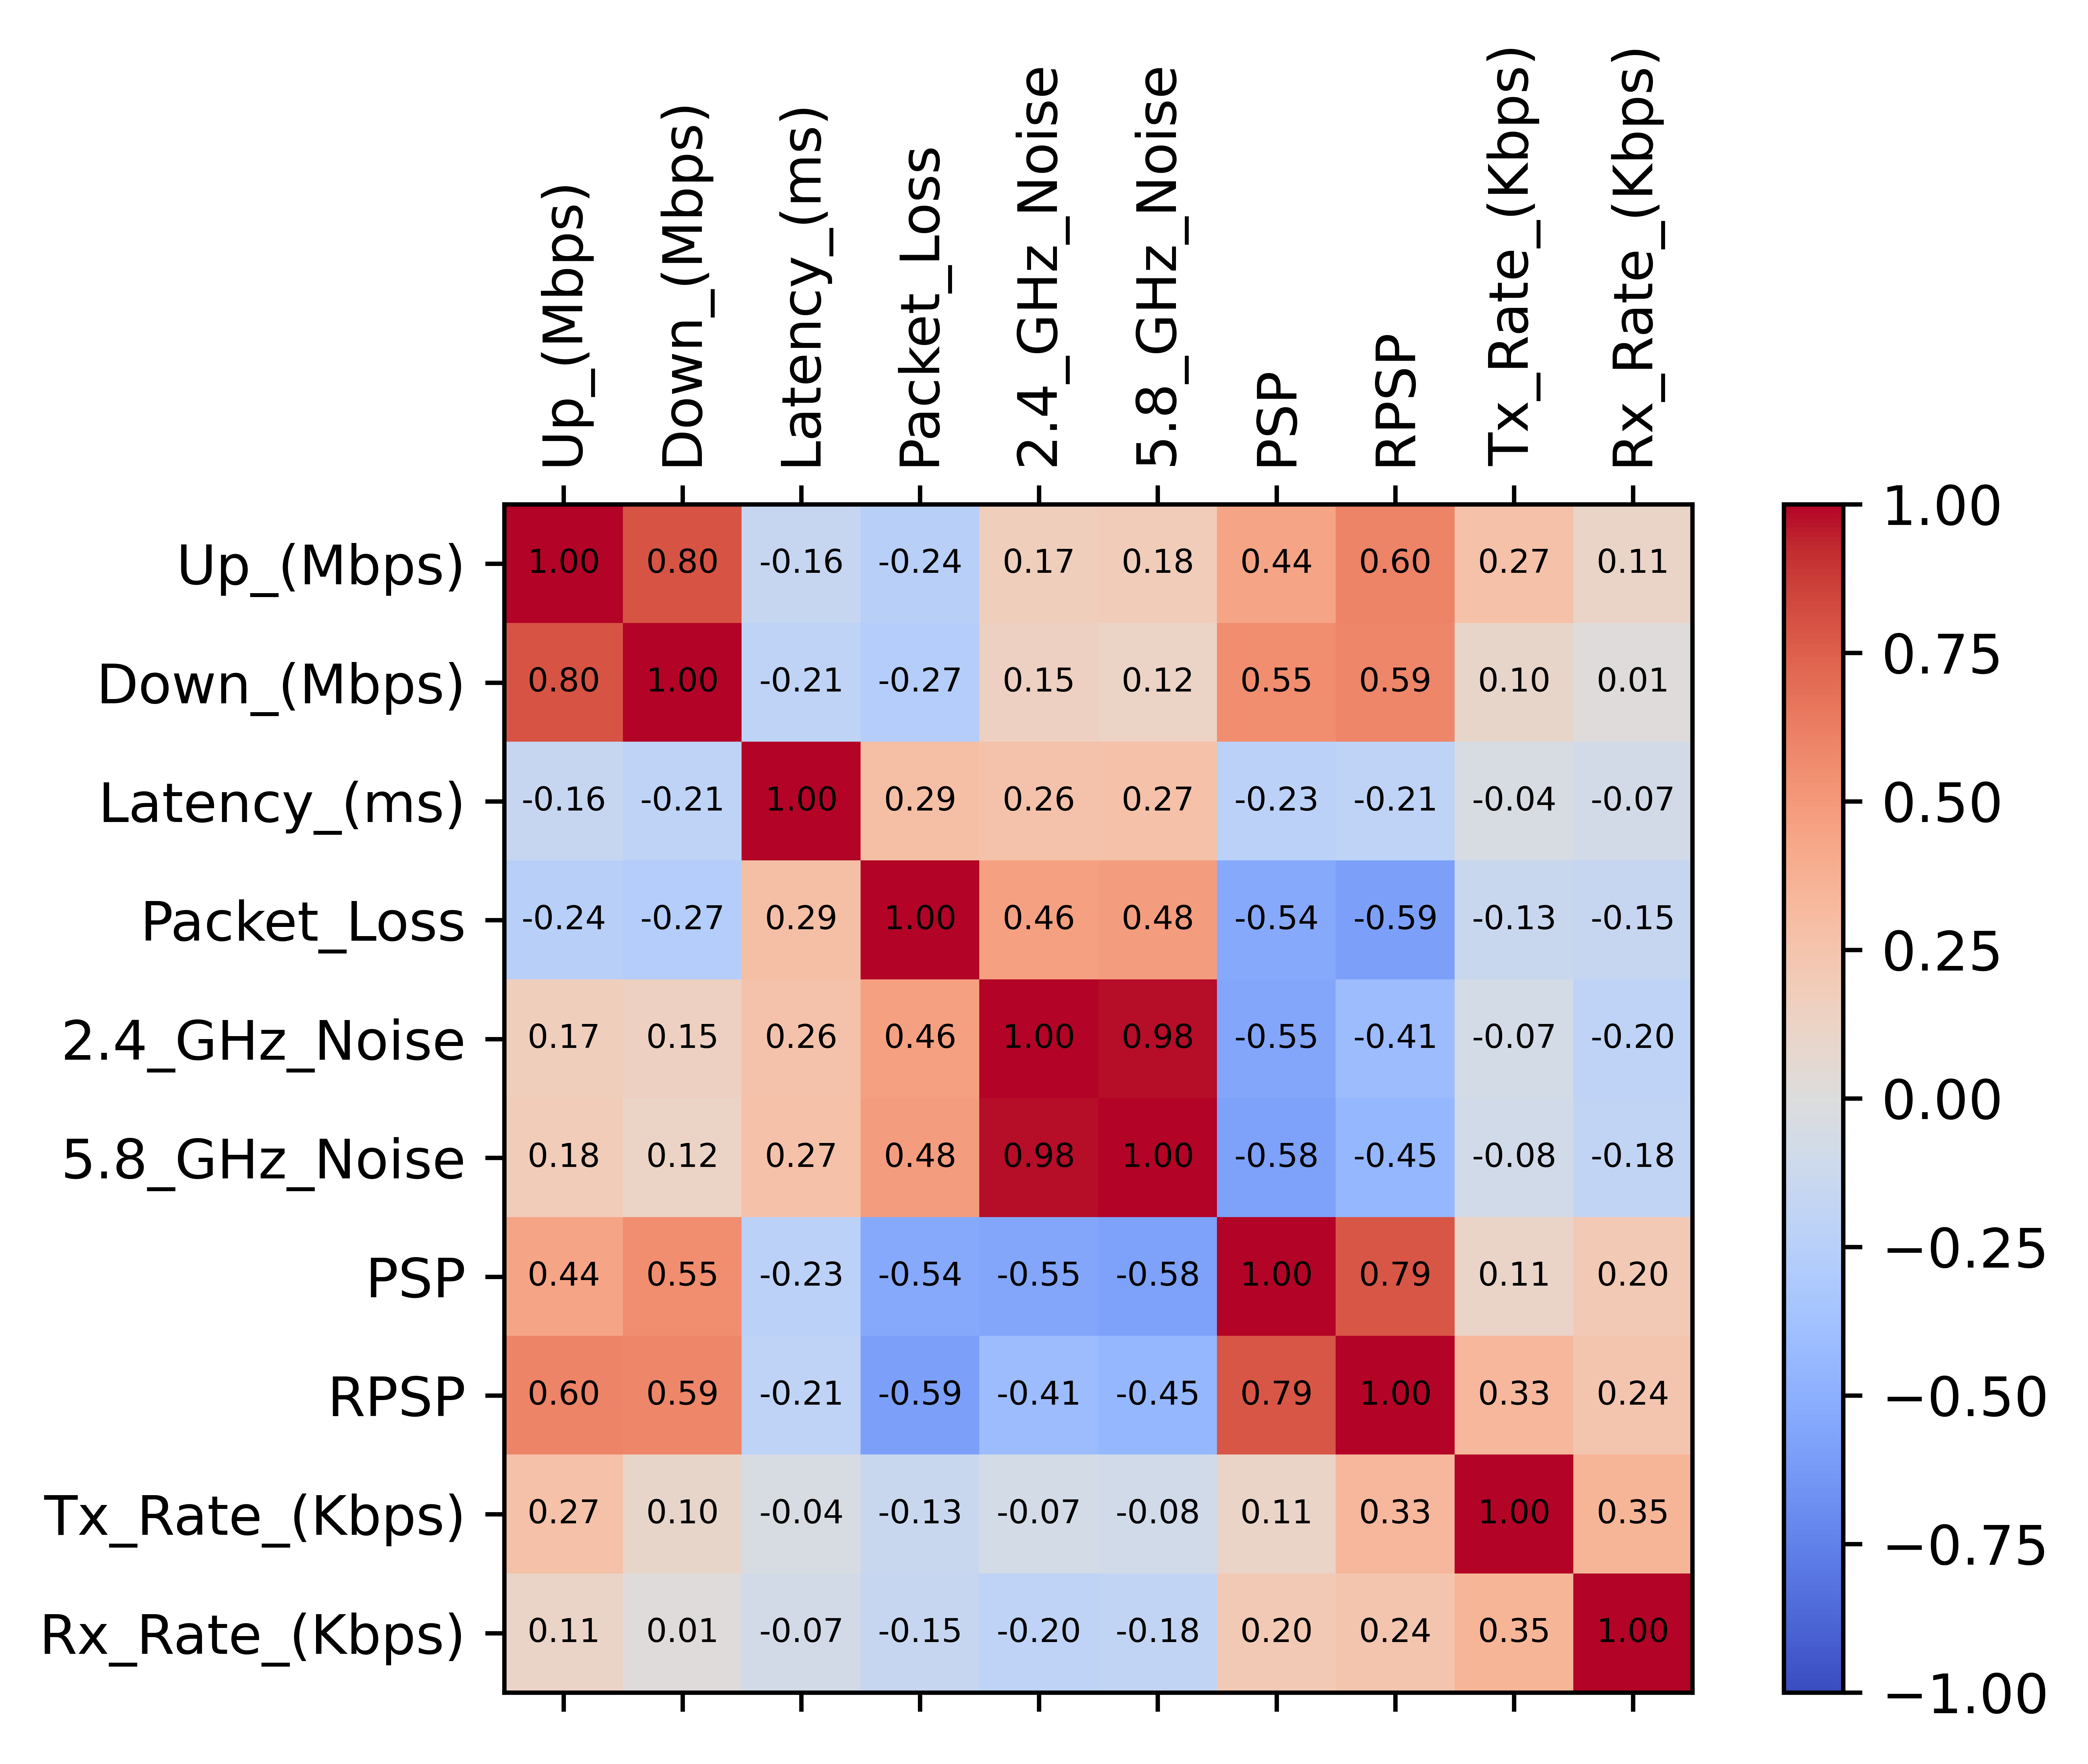 Up_(Mbps) Down_(Mbps) Latency_(ms) Packet_Loss 2.4_GHz_Noise 5.8_GHz_Noise PSP RPSP Tx_Rate_(Kbps) Rx_Rate_(Kbps)
Up_(Mbps) 1.00 0.80 -0.16 -0.24 0.17 0.18 0.44 0.60 0.27 0.11
Down_(Mbps) 0.80 1.00 -0.21 -0.27 0.15 0.12 0.55 0.59 0.10 0.01
Latency_(ms) -0.16 -0.21 1.00 0.29 0.26 0.27 -0.23 -0.21 -0.04 -0.07
Packet_Loss -0.24 -0.27 0.29 1.00 0.46 0.48 -0.54 -0.59 -0.13 -0.15
2.4_GHz_Noise 0.17 0.15 0.26 0.46 1.00 0.98 -0.55 -0.41 -0.07 -0.20
5.8_GHz_Noise 0.18 0.12 0.27 0.48 0.98 1.00 -0.58 -0.45 -0.08 -0.18
PSP 0.44 0.55 -0.23 -0.54 -0.55 -0.58 1.00 0.79 0.11 0.20
RPSP 0.60 0.59 -0.21 -0.59 -0.41 -0.45 0.79 1.00 0.33 0.24
Tx_Rate_(Kbps) 0.27 0.10 -0.04 -0.13 -0.07 -0.08 0.11 0.33 1.00 0.35
Rx_Rate_(Kbps) 0.11 0.01 -0.07 -0.15 -0.20 -0.18 0.20 0.24 0.35 1.00
1.00
0.75
0.50
0.25
0.00
−0.25
−0.50
−0.75
−1.00